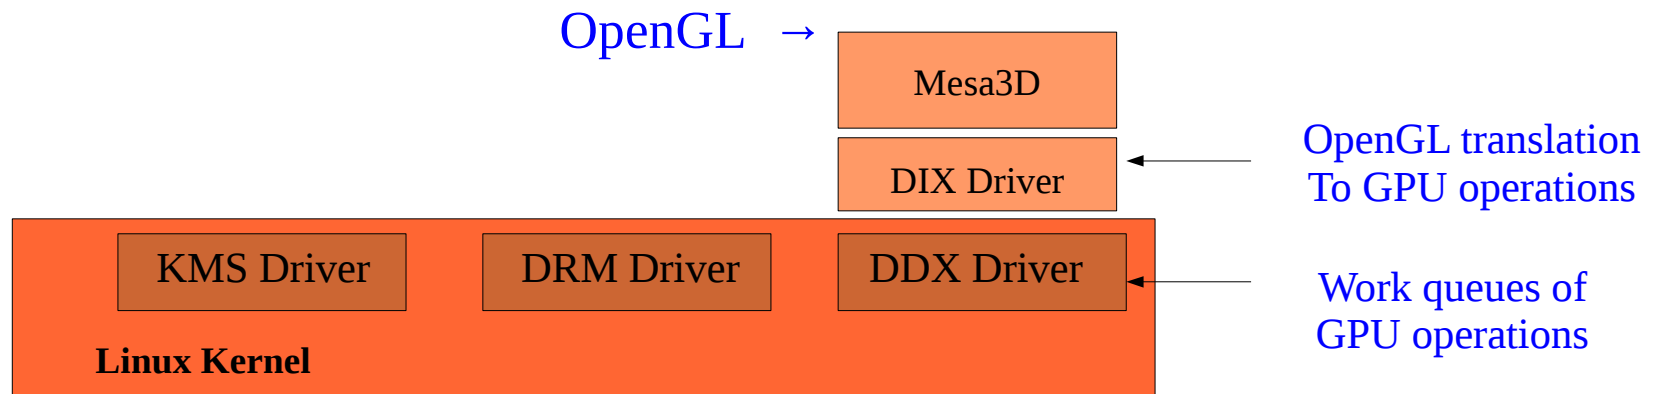 OpenGL →
Mesa3D
OpenGL translation
To GPU operations
DIX Driver
KMS Driver
DRM Driver
DDX Driver
Work queues of
GPU operations
Linux Kernel